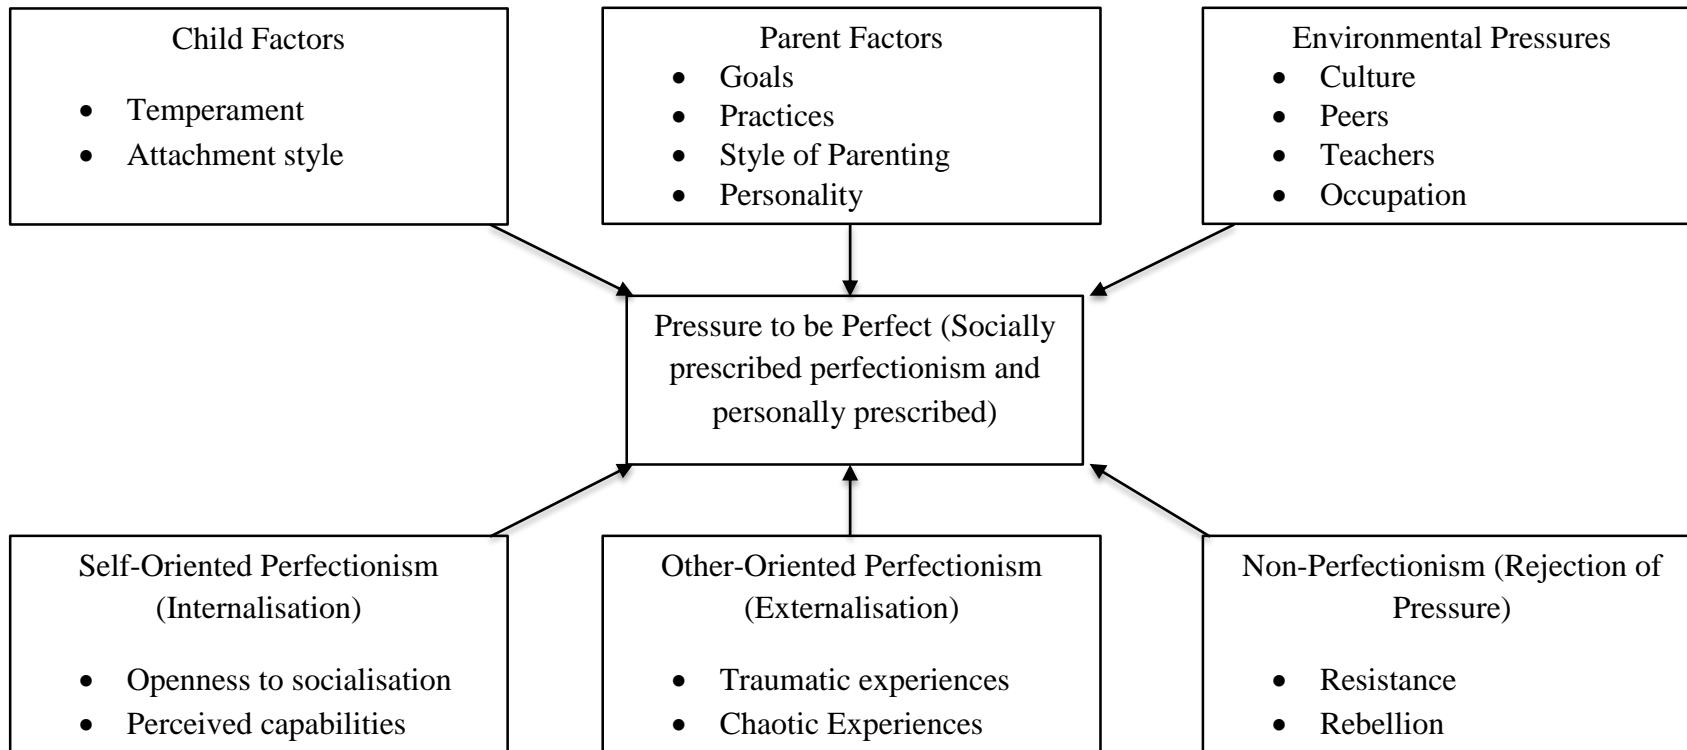 Child Factors
• Temperament
• Attachment style
Parent Factors
• Goals
• Practices
• Style of Parenting
• Personality
Environmental Pressures
• Culture
• Peers
• Teachers
• Occupation
Pressure to be Perfect (Socially
prescribed perfectionism and
personally prescribed)
Self-Oriented Perfectionism
(Internalisation)
• Openness to socialisation
• Perceived capabilities
Other-Oriented Perfectionism
(Externalisation)
• Traumatic experiences
• Chaotic Experiences
Non-Perfectionism (Rejection of
Pressure)
• Resistance
• Rebellion